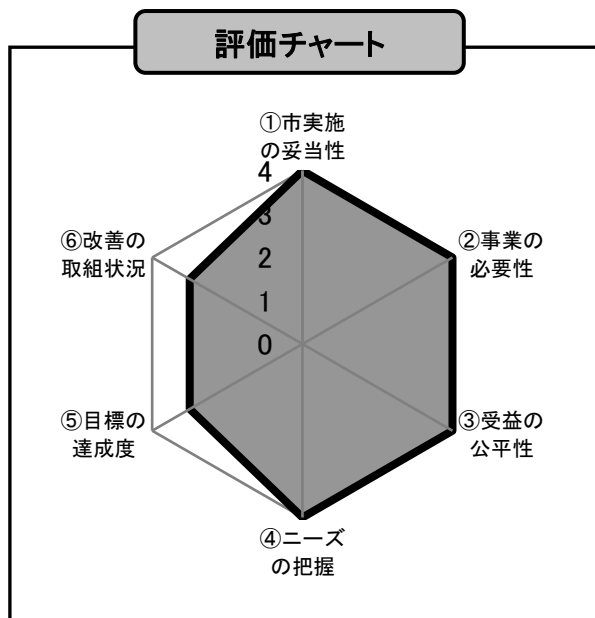 評価チャート
①市実施
の妥当性
4
3
2
1
0
②事業の
必要性
③受益の
公平性
④ニーズ
の把握
⑤目標の
達成度
⑥改善の
取組状況